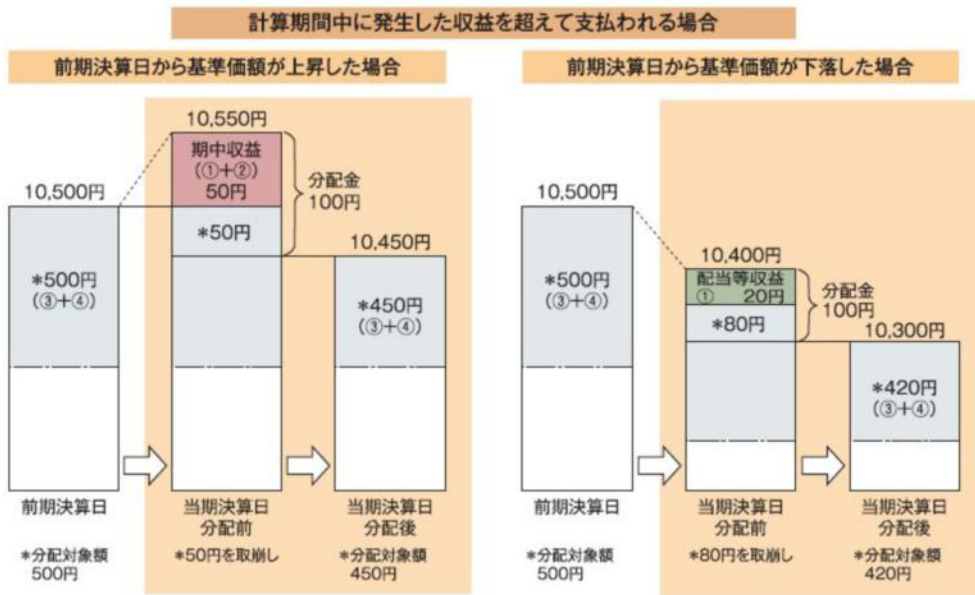 計算期間中に発生した収益を超えて支払われる場合
前期決算日から基準価額が上昇した場合
10,550円
期中収益
(①+②)
50円
分配金
100円
10,500円
*50円
10,450円
*500円
(③+④)
*450円
(③+④)
前期決算日
当期決算日
分配前
当期決算日
分配後
*分配対象額
500円
*50円を取崩し
*分配対象額
450円
前期決算日から基準価額が下落した場合
10,500円
10,400円
配当等収益
① 20円
分配金
100円
*500円
(③+④)
*80円
10,300円
*420円
(③+④)
前期決算日
当期決算日
分配前
当期決算日
分配後
*分配対象額
500円
*80円を取崩し
*分配対象額
420円